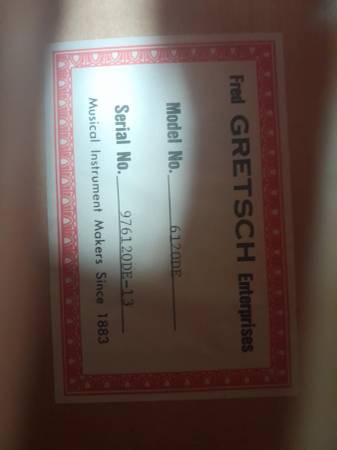 Fred GRETSCH Enterprises
Model No. 6120DE
Serial No. 976120DE-13
Musical Instrument Makers Since 1883